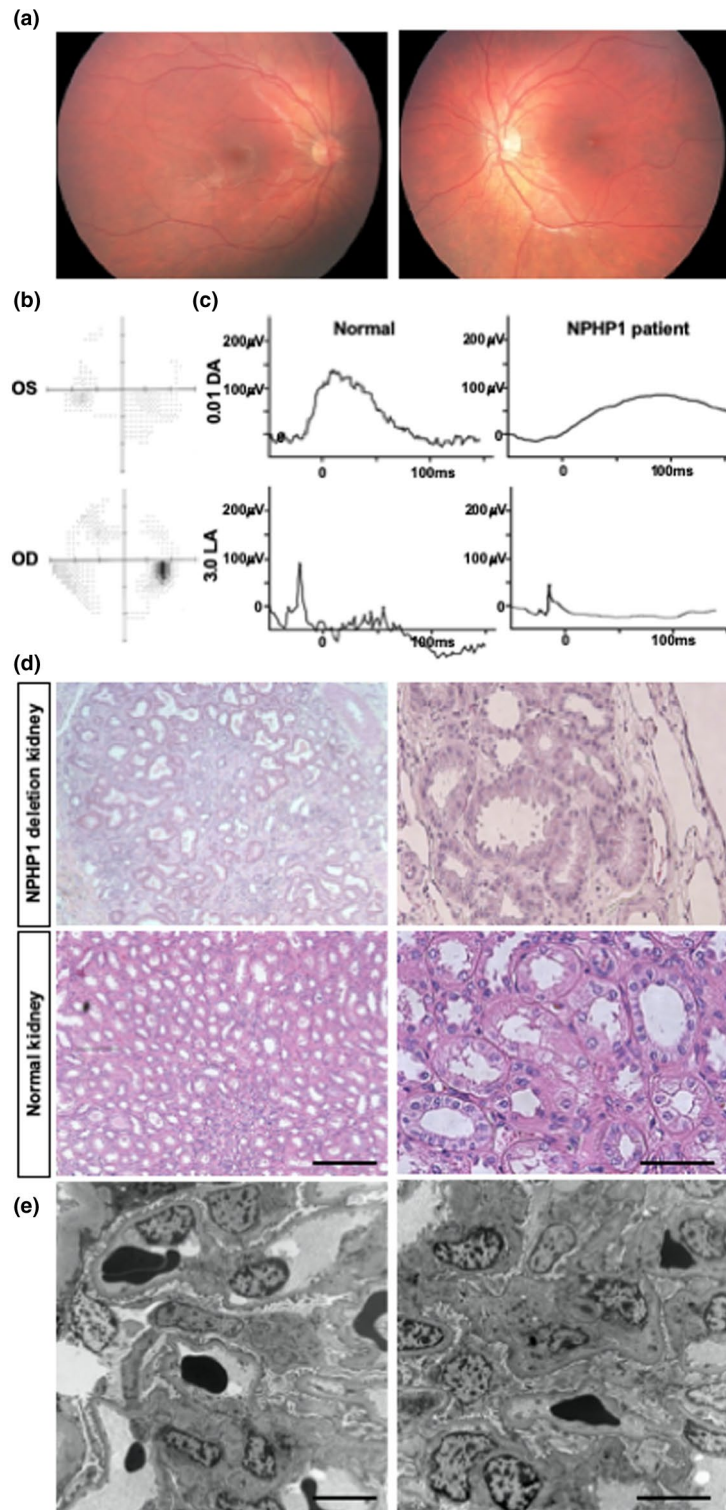 (a)
(b)
(c)
OS
OD
0.01 DA
200µV
100µV
0
0
100ms
Normal
NPHP1 patient
200µV
100µV
0
0
100ms
3.0 LA
200µV
100µV
0
0
100ms
200µV
100µV
0
0
100ms
(d)
NPHP1 deletion kidney
Normal kidney
(e)